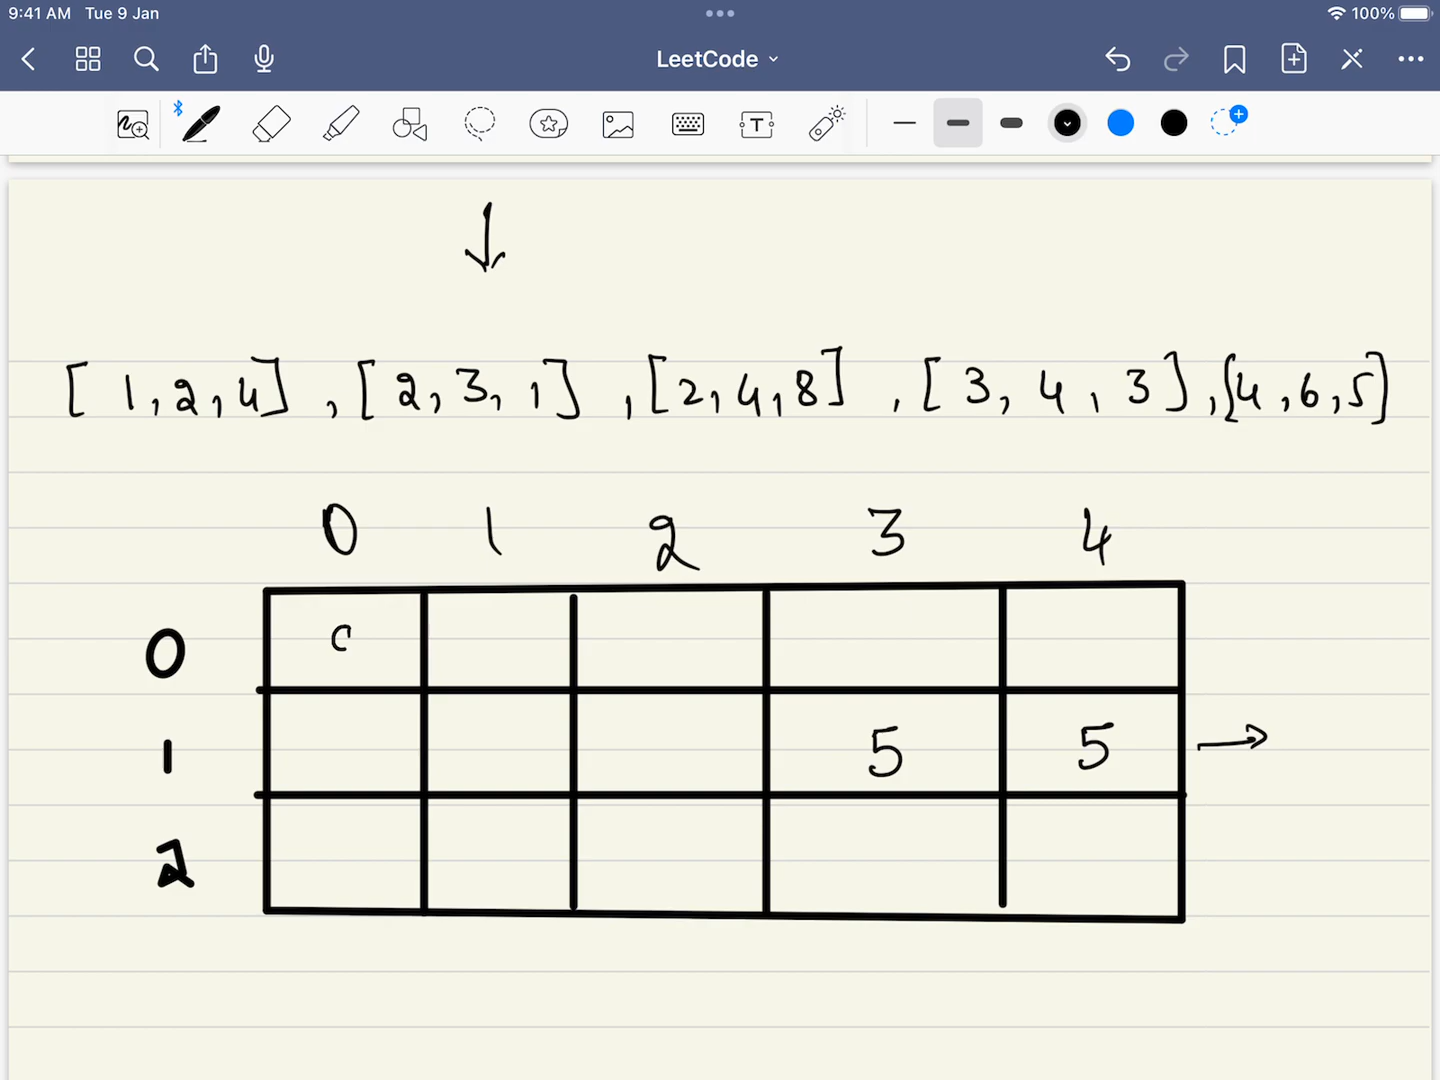 9:41 AM Tue 9 Jan 100%
LeetCode
[ 1, 2, 4 ] , [ 2, 3, 1 ] , [ 2, 4, 8 ] , [ 3, 4, 3 ] , [ 4, 6, 5 ]
0 1 2 3 4
0
1 5 5
2